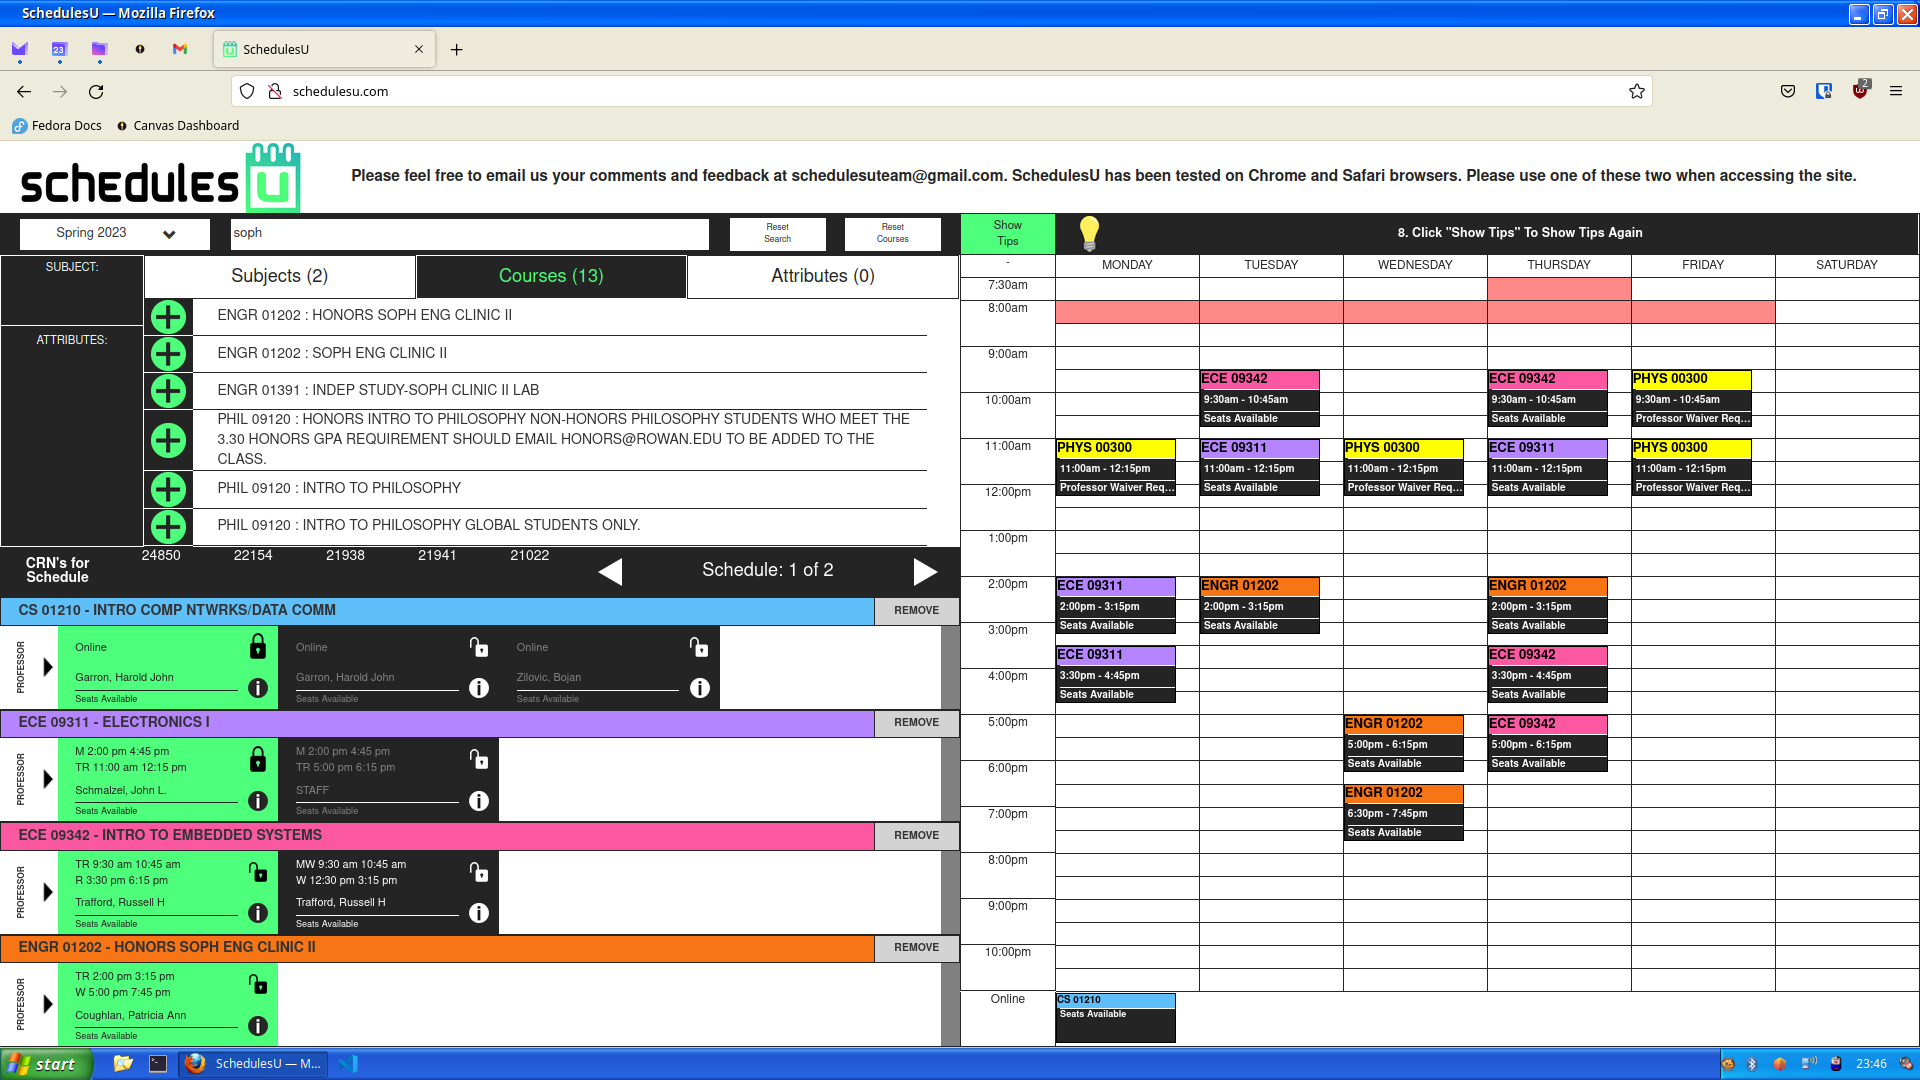 SchedulesU — Mozilla Firefox
23
SchedulesU
schedulesu.com
2
Fedora Docs
Canvas Dashboard
schedules u
Please feel free to email us your comments and feedback at schedulesuteam@gmail.com. SchedulesU has been tested on Chrome and Safari browsers. Please use one of these two when accessing the site.
Spring 2023
soph
Reset
Search
Reset
Courses
Show
Tips
8. Click "Show Tips" To Show Tips Again
SUBJECT:
ATTRIBUTES:
Subjects (2)
Courses (13)
Attributes (0)
ENGR 01202 : HONORS SOPH ENG CLINIC II
ENGR 01202 : SOPH ENG CLINIC II
ENGR 01391 : INDEP STUDY-SOPH CLINIC II LAB
PHIL 09120 : HONORS INTRO TO PHILOSOPHY NON-HONORS PHILOSOPHY STUDENTS WHO MEET THE
3.30 HONORS GPA REQUIREMENT SHOULD EMAIL HONORS@ROWAN.EDU TO BE ADDED TO THE
CLASS.
PHIL 09120 : INTRO TO PHILOSOPHY
PHIL 09120 : INTRO TO PHILOSOPHY GLOBAL STUDENTS ONLY.
CRN's for
Schedule
24850 22154 21938 21941 21022
Schedule: 1 of 2
CS 01210 - INTRO COMP NTWRKS/DATA COMM
REMOVE
PROFESSOR
Online
Garron, Harold John
Seats Available
Online
Garron, Harold John
Seats Available
Online
Zilovic, Bojan
Seats Available
ECE 09311 - ELECTRONICS I
REMOVE
PROFESSOR
M 2:00 pm 4:45 pm
TR 11:00 am 12:15 pm
Schmalzel, John L.
Seats Available
M 2:00 pm 4:45 pm
TR 5:00 pm 6:15 pm
STAFF
Seats Available
ECE 09342 - INTRO TO EMBEDDED SYSTEMS
REMOVE
PROFESSOR
TR 9:30 am 10:45 am
R 3:30 pm 6:15 pm
Trafford, Russell H
Seats Available
MW 9:30 am 10:45 am
W 12:30 pm 3:15 pm
Trafford, Russell H
Seats Available
ENGR 01202 - HONORS SOPH ENG CLINIC II
REMOVE
PROFESSOR
TR 2:00 pm 3:15 pm
W 5:00 pm 7:45 pm
Coughlan, Patricia Ann
Seats Available
- MONDAY TUESDAY WEDNESDAY THURSDAY FRIDAY SATURDAY
7:30am
8:00am
9:00am
ECE 09342 ECE 09342 PHYS 00300
10:00am 9:30am - 10:45am 9:30am - 10:45am 9:30am - 10:45am
Seats Available Seats Available Professor Waiver Req...
11:00am PHYS 00300 ECE 09311 PHYS 00300 ECE 09311 PHYS 00300
11:00am - 12:15pm 11:00am - 12:15pm 11:00am - 12:15pm 11:00am - 12:15pm 11:00am - 12:15pm
12:00pm Professor Waiver Req... Seats Available Professor Waiver Req... Seats Available Professor Waiver Req...
1:00pm
2:00pm ECE 09311 ENGR 01202 ENGR 01202
2:00pm - 3:15pm 2:00pm - 3:15pm 2:00pm - 3:15pm
3:00pm Seats Available Seats Available Seats Available
ECE 09311 ECE 09342
4:00pm 3:30pm - 4:45pm 3:30pm - 4:45pm
Seats Available Seats Available
5:00pm ENGR 01202 ECE 09342
5:00pm - 6:15pm 5:00pm - 6:15pm
6:00pm Seats Available Seats Available
ENGR 01202
7:00pm 6:30pm - 7:45pm
Seats Available
8:00pm
9:00pm
10:00pm
Online CS 01210
Seats Available
start
SchedulesU — M...
23:46